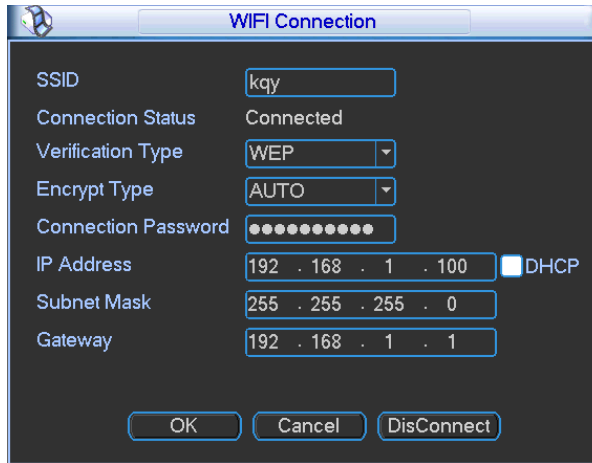 WIFI Connection
SSID kqy
Connection Status Connected
Verification Type WEP
Encrypt Type AUTO
Connection Password ●●●●●●●●●●
IP Address 192 . 168 . 1 . 100 DHCP
Subnet Mask 255 . 255 . 255 . 0
Gateway 192 . 168 . 1 . 1
OK Cancel DisConnect